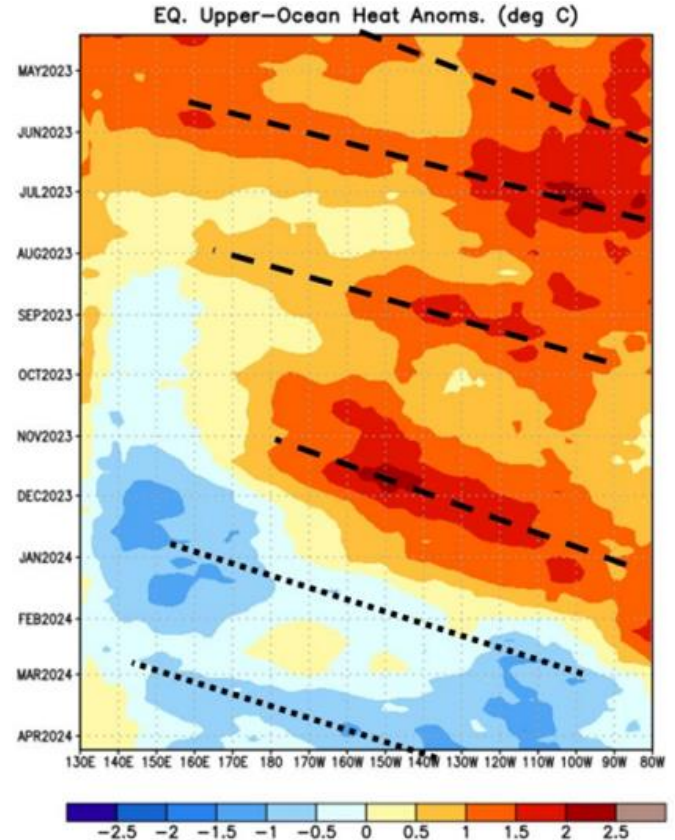 EQ. Upper-Ocean Heat Anoms. (deg C)
MAY2023
JUN2023
JUL2023
AUG2023
SEP2023
OCT2023
NOV2023
DEC2023
JAN2024
FEB2024
MAR2024
APR2024
130E 140E 150E 160E 170E 180 170W 160W 150W 140W 130W 120W 110W 100W 90W 80W
-2.5 -2 -1.5 -1 -0.5 0 0.5 1 1.5 2 2.5